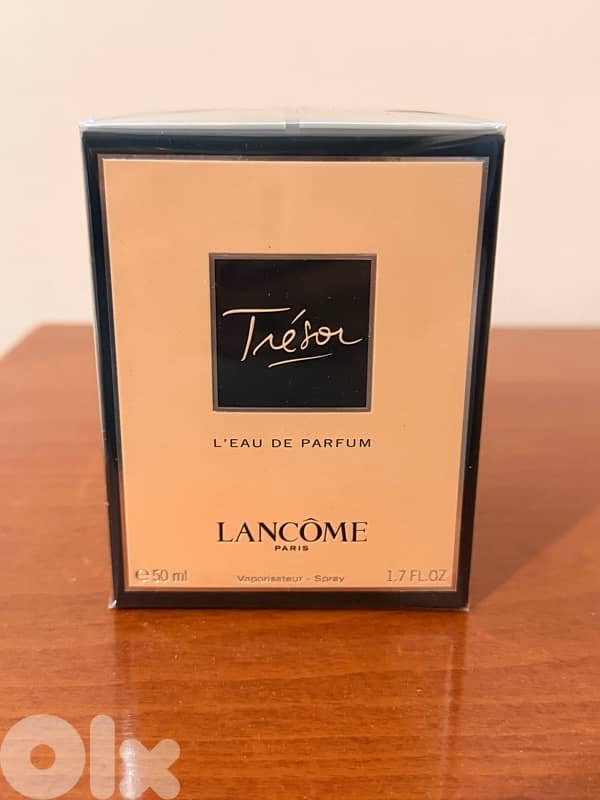 Trésor
L'EAU DE PARFUM
LANCÔME
PARIS
℮50 ml Vaporisateur - Spray 1.7 FL.OZ.
Olx